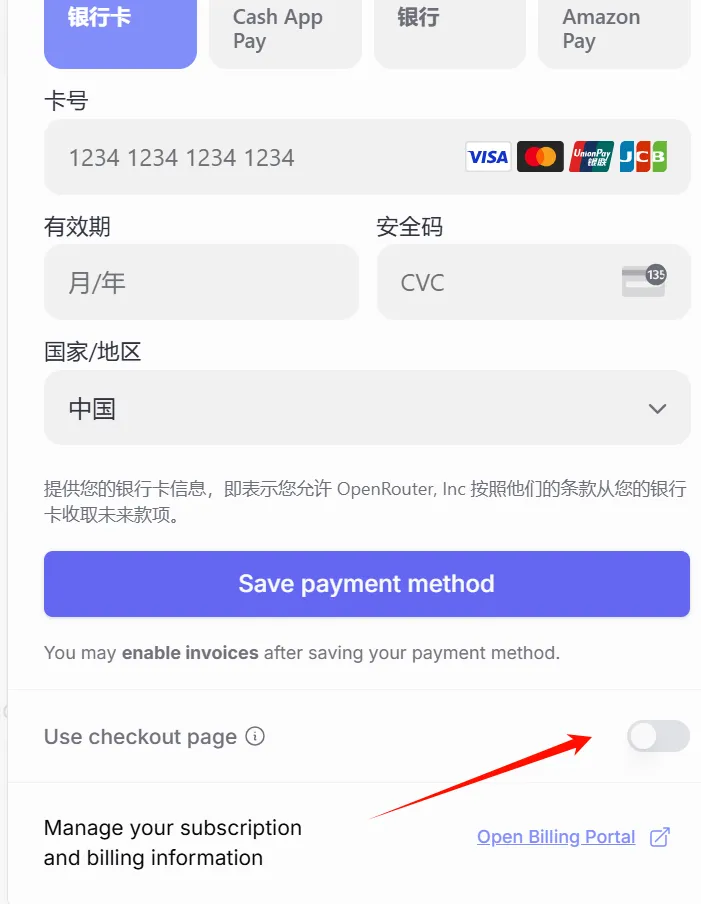 银行卡
Cash App
Pay
银行
Amazon
Pay
卡号
1234 1234 1234 1234
VISA
UnionPay
银联
JCB
有效期
安全码
月/年
CVC
135
国家/地区
中国
提供您的银行卡信息，即表示您允许 OpenRouter, Inc 按照他们的条款从您的银行
卡收取未来款项。
Save payment method
You may enable invoices after saving your payment method.
Use checkout page
Manage your subscription
and billing information
Open Billing Portal